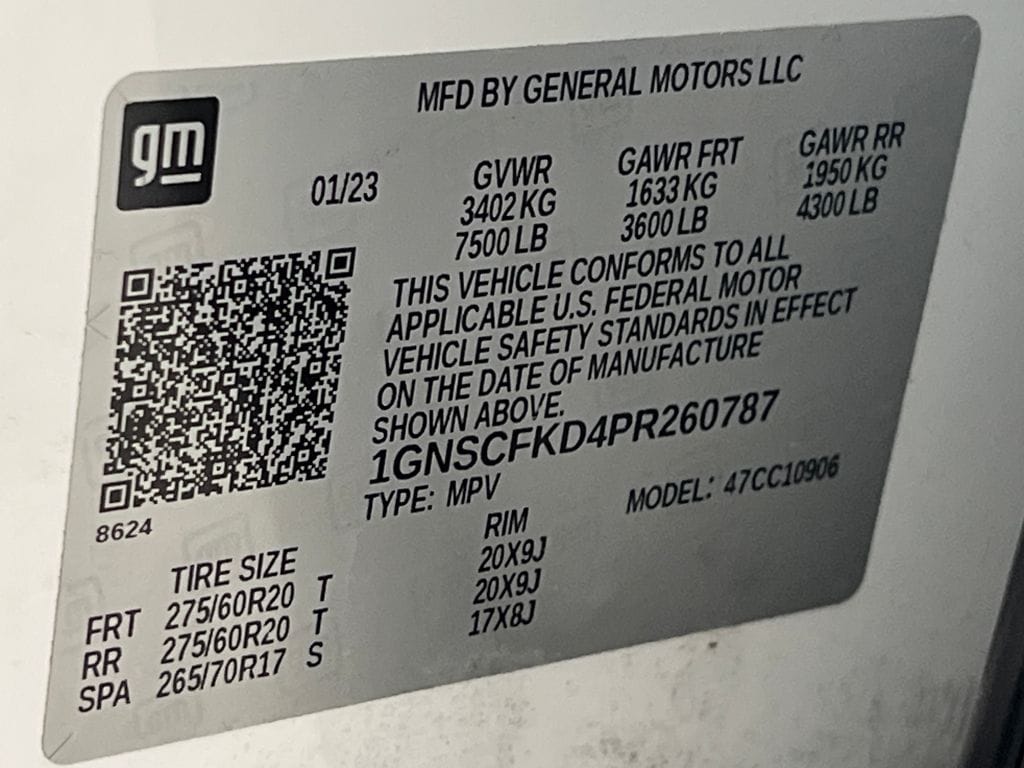 gm
MFD BY GENERAL MOTORS LLC
01/23
GVWR GAWR FRT GAWR RR
3402 KG 1633 KG 1950 KG
7500 LB 3600 LB 4300 LB
THIS VEHICLE CONFORMS TO ALL
APPLICABLE U.S. FEDERAL MOTOR
VEHICLE SAFETY STANDARDS IN EFFECT
ON THE DATE OF MANUFACTURE
SHOWN ABOVE.
1GNSCFKD4PR260787
TYPE: MPV MODEL: 47CC10906
8624
TIRE SIZE RIM
FRT 275/60R20 T 20X9J
RR 275/60R20 T 20X9J
SPA 265/70R17 S 17X8J